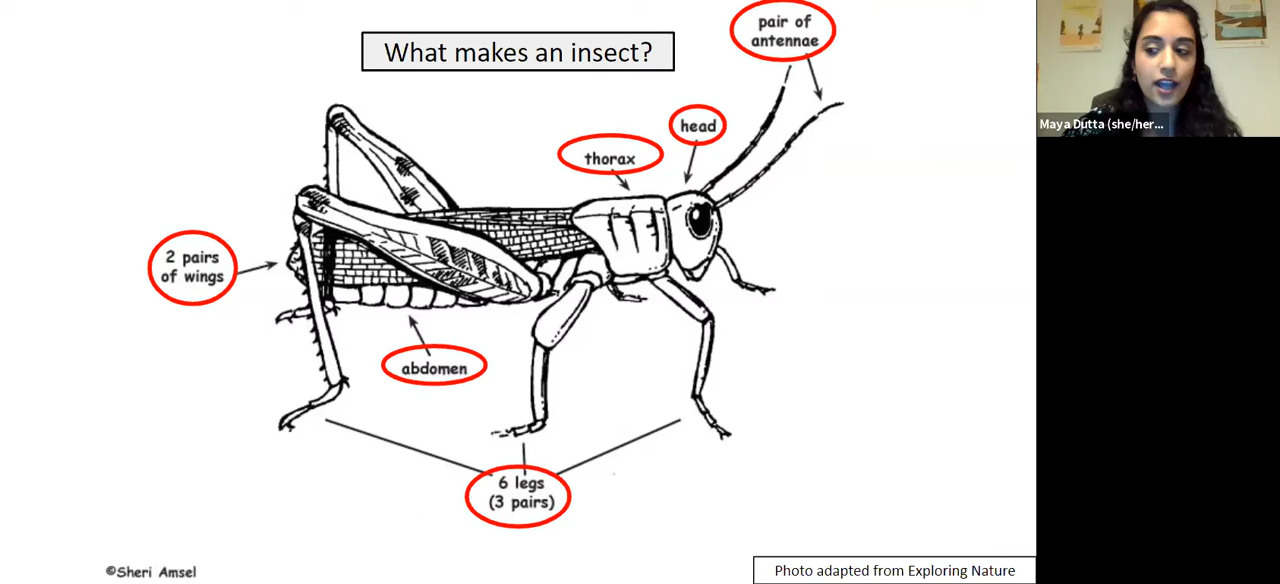 What makes an insect?
pair of
antennae
head
thorax
2 pairs
of wings
abdomen
6 legs
(3 pairs)
©Sheri Amsel
Photo adapted from Exploring Nature
Maya Dutta (she/her...